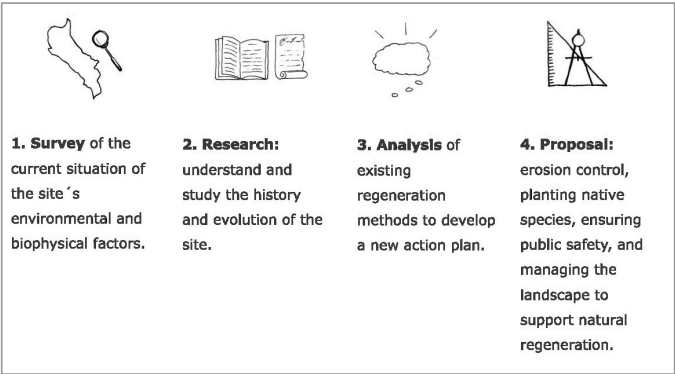 1. Survey of the
current situation of
the site´s
environmental and
biophysical factors.
2. Research:
understand and
study the history
and evolution of the
site.
3. Analysis of
existing
regeneration
methods to develop
a new action plan.
4. Proposal:
erosion control,
planting native
species, ensuring
public safety, and
managing the
landscape to
support natural
regeneration.